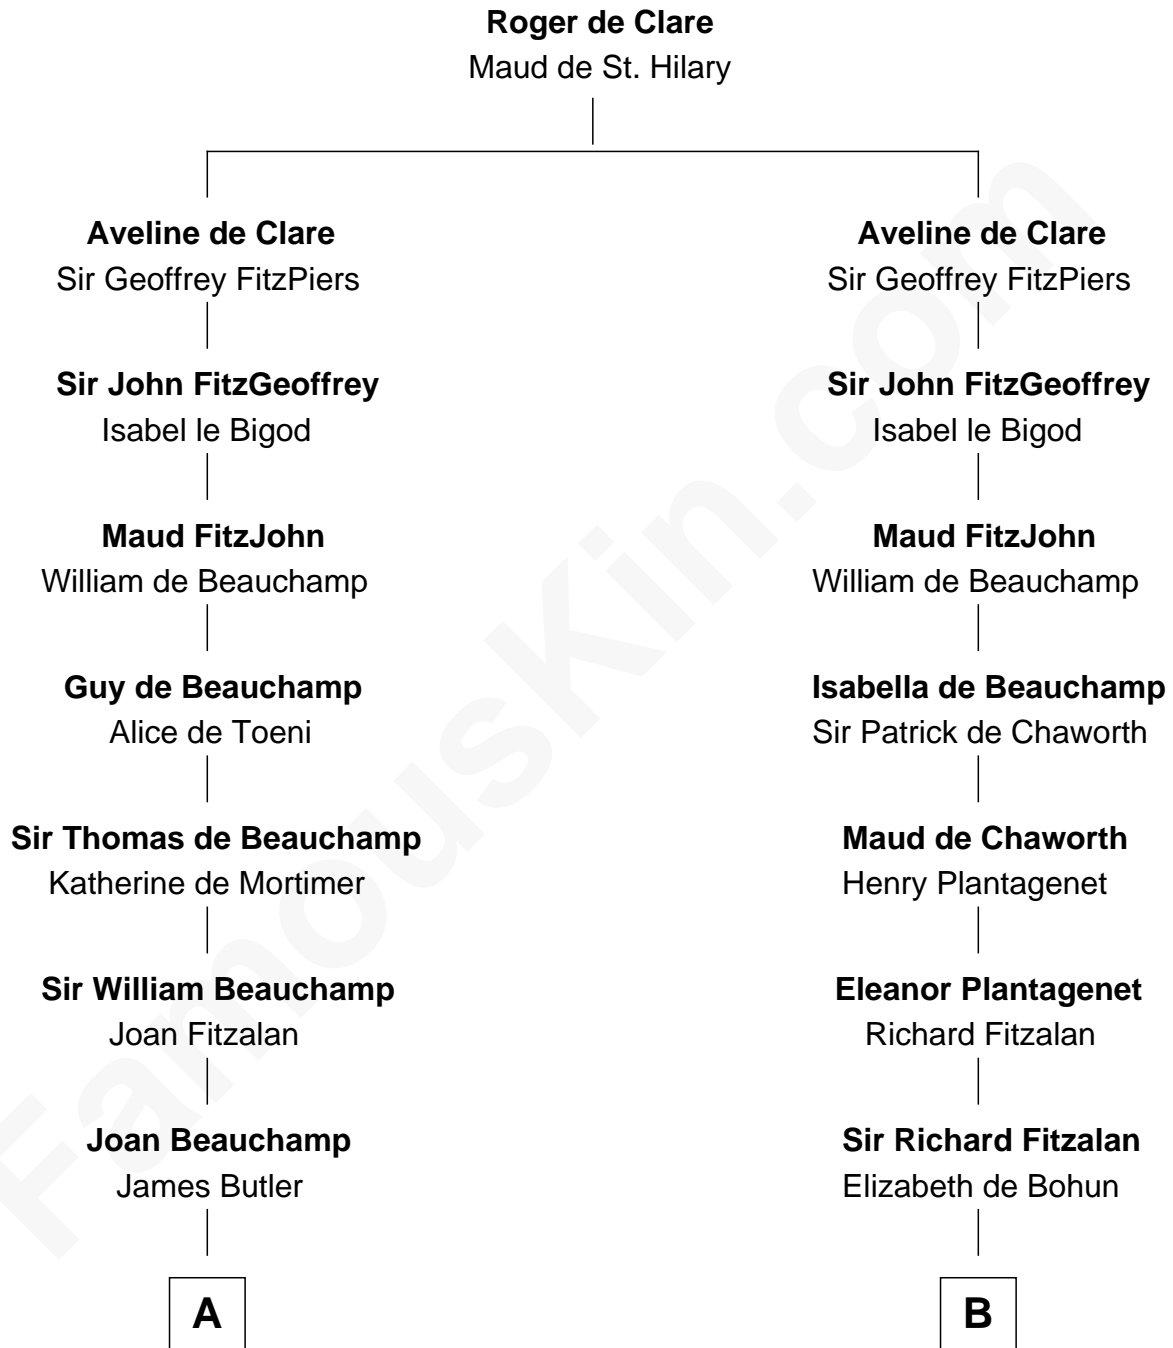 Roger de Clare
Maud de St. Hilary
Aveline de Clare
Sir Geoffrey FitzPiers
Aveline de Clare
Sir Geoffrey FitzPiers
Sir John FitzGeoffrey
Isabel le Bigod
Sir John FitzGeoffrey
Isabel le Bigod
Maud FitzJohn
William de Beauchamp
Maud FitzJohn
William de Beauchamp
Guy de Beauchamp
Alice de Toeni
Isabella de Beauchamp
Sir Patrick de Chaworth
Sir Thomas de Beauchamp
Katherine de Mortimer
Maud de Chaworth
Henry Plantagenet
Sir William Beauchamp
Joan Fitzalan
Eleanor Plantagenet
Richard Fitzalan
Joan Beauchamp
James Butler
Sir Richard Fitzalan
Elizabeth de Bohun
A
B
FamousKin.com